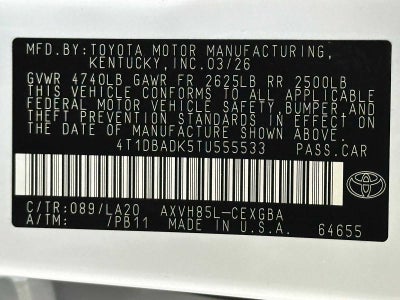 MFD.BY:TOYOTA MOTOR MANUFACTURING,
KENTUCKY,INC.03/26
GVWR 4740LB GAWR FR 2625LB RR 2500LB
THIS VEHICLE CONFORMS TO ALL APPLICABLE
FEDERAL MOTOR VEHICLE SAFETY, BUMPER, AND
THEFT PREVENTION STANDARDS IN EFFECT ON
THE DATE OF MANUFACTURE SHOWN ABOVE.
4T1DBADK5TU555533 PASS.CAR
C/TR:089/LA20 AXVH85L-CEXGBA
A/TM: /PB11 MADE IN U.S.A. 64655